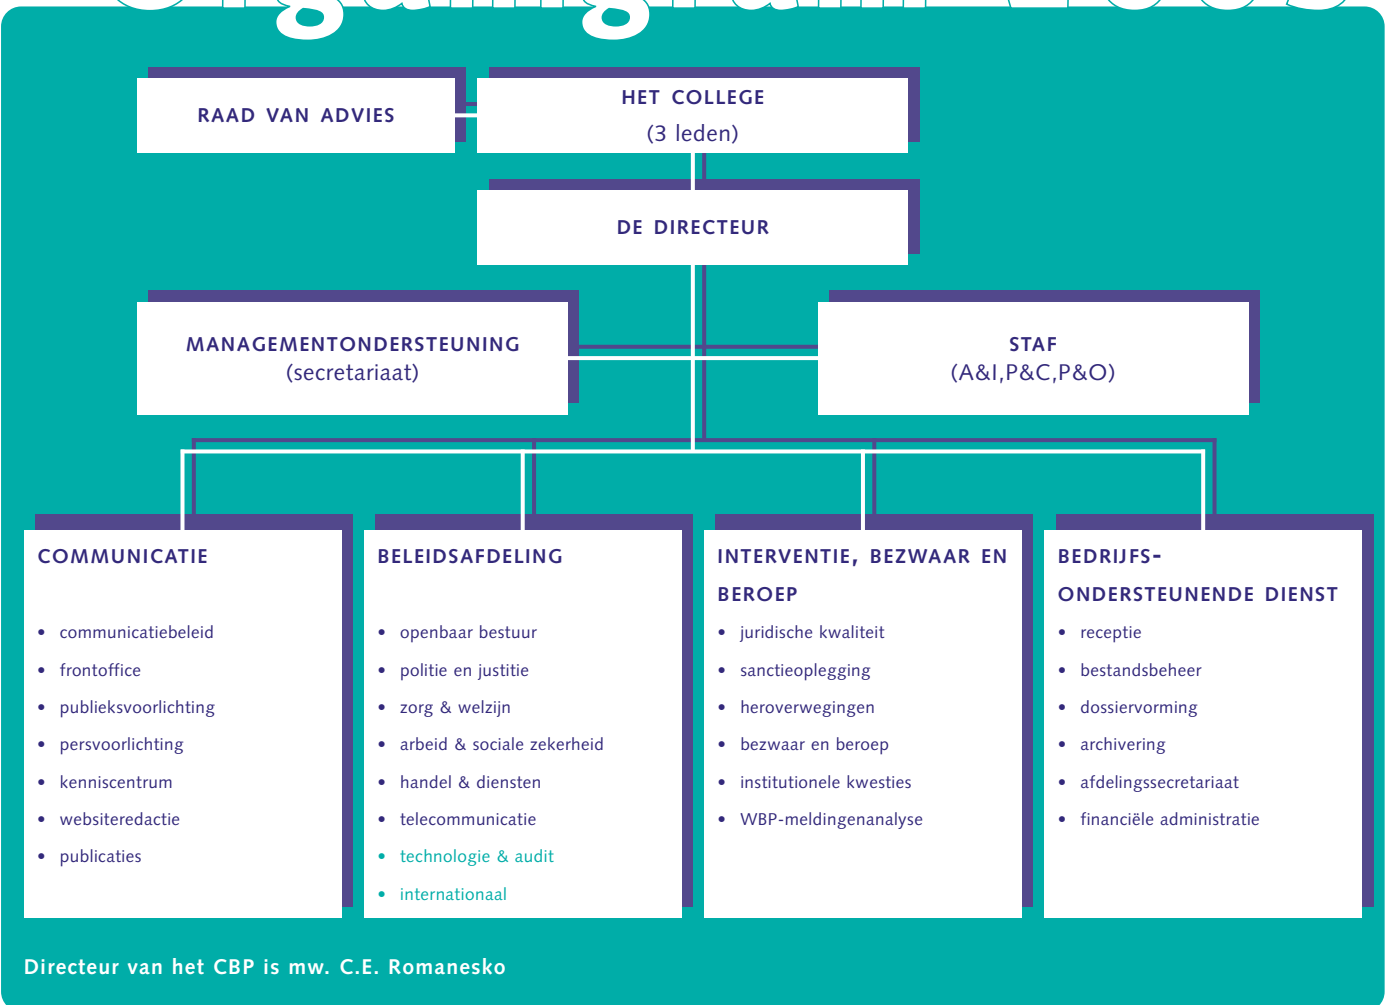 RAAD VAN ADVIES
HET COLLEGE
(3 leden)
DE DIRECTEUR
MANAGEMENTONDERSTEUNING
(secretariaat)
STAF
(A&I,P&C,P&O)
COMMUNICATIE
• communicatiebeleid
• frontoffice
• publieksvoorlichting
• persvoorlichting
• kenniscentrum
• websiteredactie
• publicaties
BELEIDSAFDELING
• openbaar bestuur
• politie en justitie
• zorg & welzijn
• arbeid & sociale zekerheid
• handel & diensten
• telecommunicatie
• technologie & audit
• internationaal
INTERVENTIE, BEZWAAR EN
BEROEP
• juridische kwaliteit
• sanctieoplegging
• heroverwegingen
• bezwaar en beroep
• institutionele kwesties
• WBP-meldingenanalyse
BEDRIJFS-
ONDERSTEUNENDE DIENST
• receptie
• bestandsbeheer
• dossiervorming
• archivering
• afdelingssecretariaat
• financiële administratie
Directeur van het CBP is mw. C.E. Romanesko